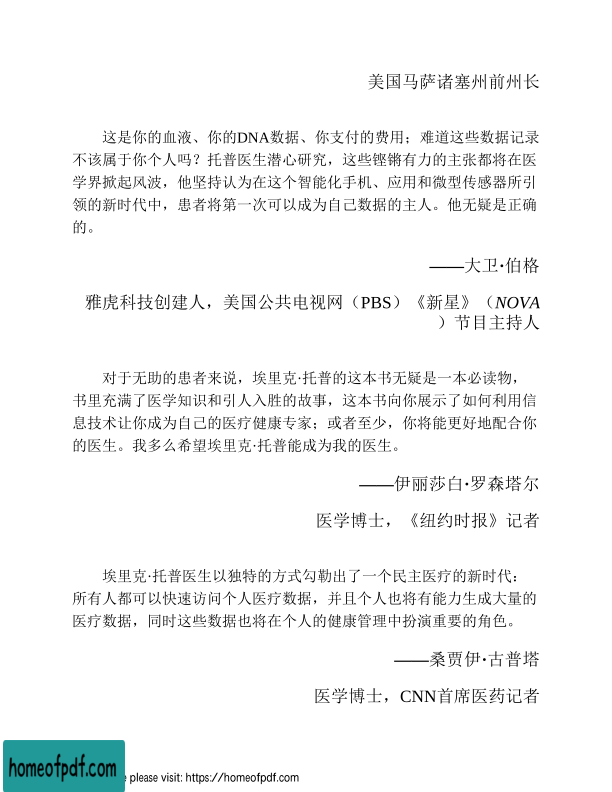 美国马萨诸塞州前州长
这是你的血液、你的DNA数据、你支付的费用；难道这些数据记录
不该属于你个人吗？托普医生潜心研究，这些铿锵有力的主张都将在医
学界掀起风波，他坚持认为在这个智能化手机、应用和微型传感器所引
领的新时代中，患者将第一次可以成为自己数据的主人。他无疑是正确
的。
——大卫·伯格
雅虎科技创建人，美国公共电视网（PBS）《新星》（NOVA
）节目主持人
对于无助的患者来说，埃里克·托普的这本书无疑是一本必读物，
书里充满了医学知识和引人入胜的故事，这本书向你展示了如何利用信
息技术让你成为自己的医疗健康专家；或者至少，你将能更好地配合你
的医生。我多么希望埃里克·托普能成为我的医生。
——伊丽莎白·罗森塔尔
医学博士，《纽约时报》记者
埃里克·托普医生以独特的方式勾勒出了一个民主医疗的新时代：
所有人都可以快速访问个人医疗数据，并且个人也将有能力生成大量的
医疗数据，同时这些数据也将在个人的健康管理中扮演重要的角色。
——桑贾伊·古普塔
医学博士，CNN首席医药记者
homeofpdf.com
e please visit: https://homeofpdf.com